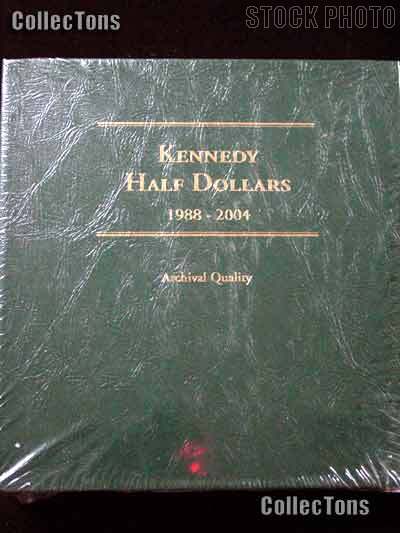 CollecTons
STOCK PHOTO
KENNEDY
HALF DOLLARS
1988 - 2004
Archival Quality
CollecTons